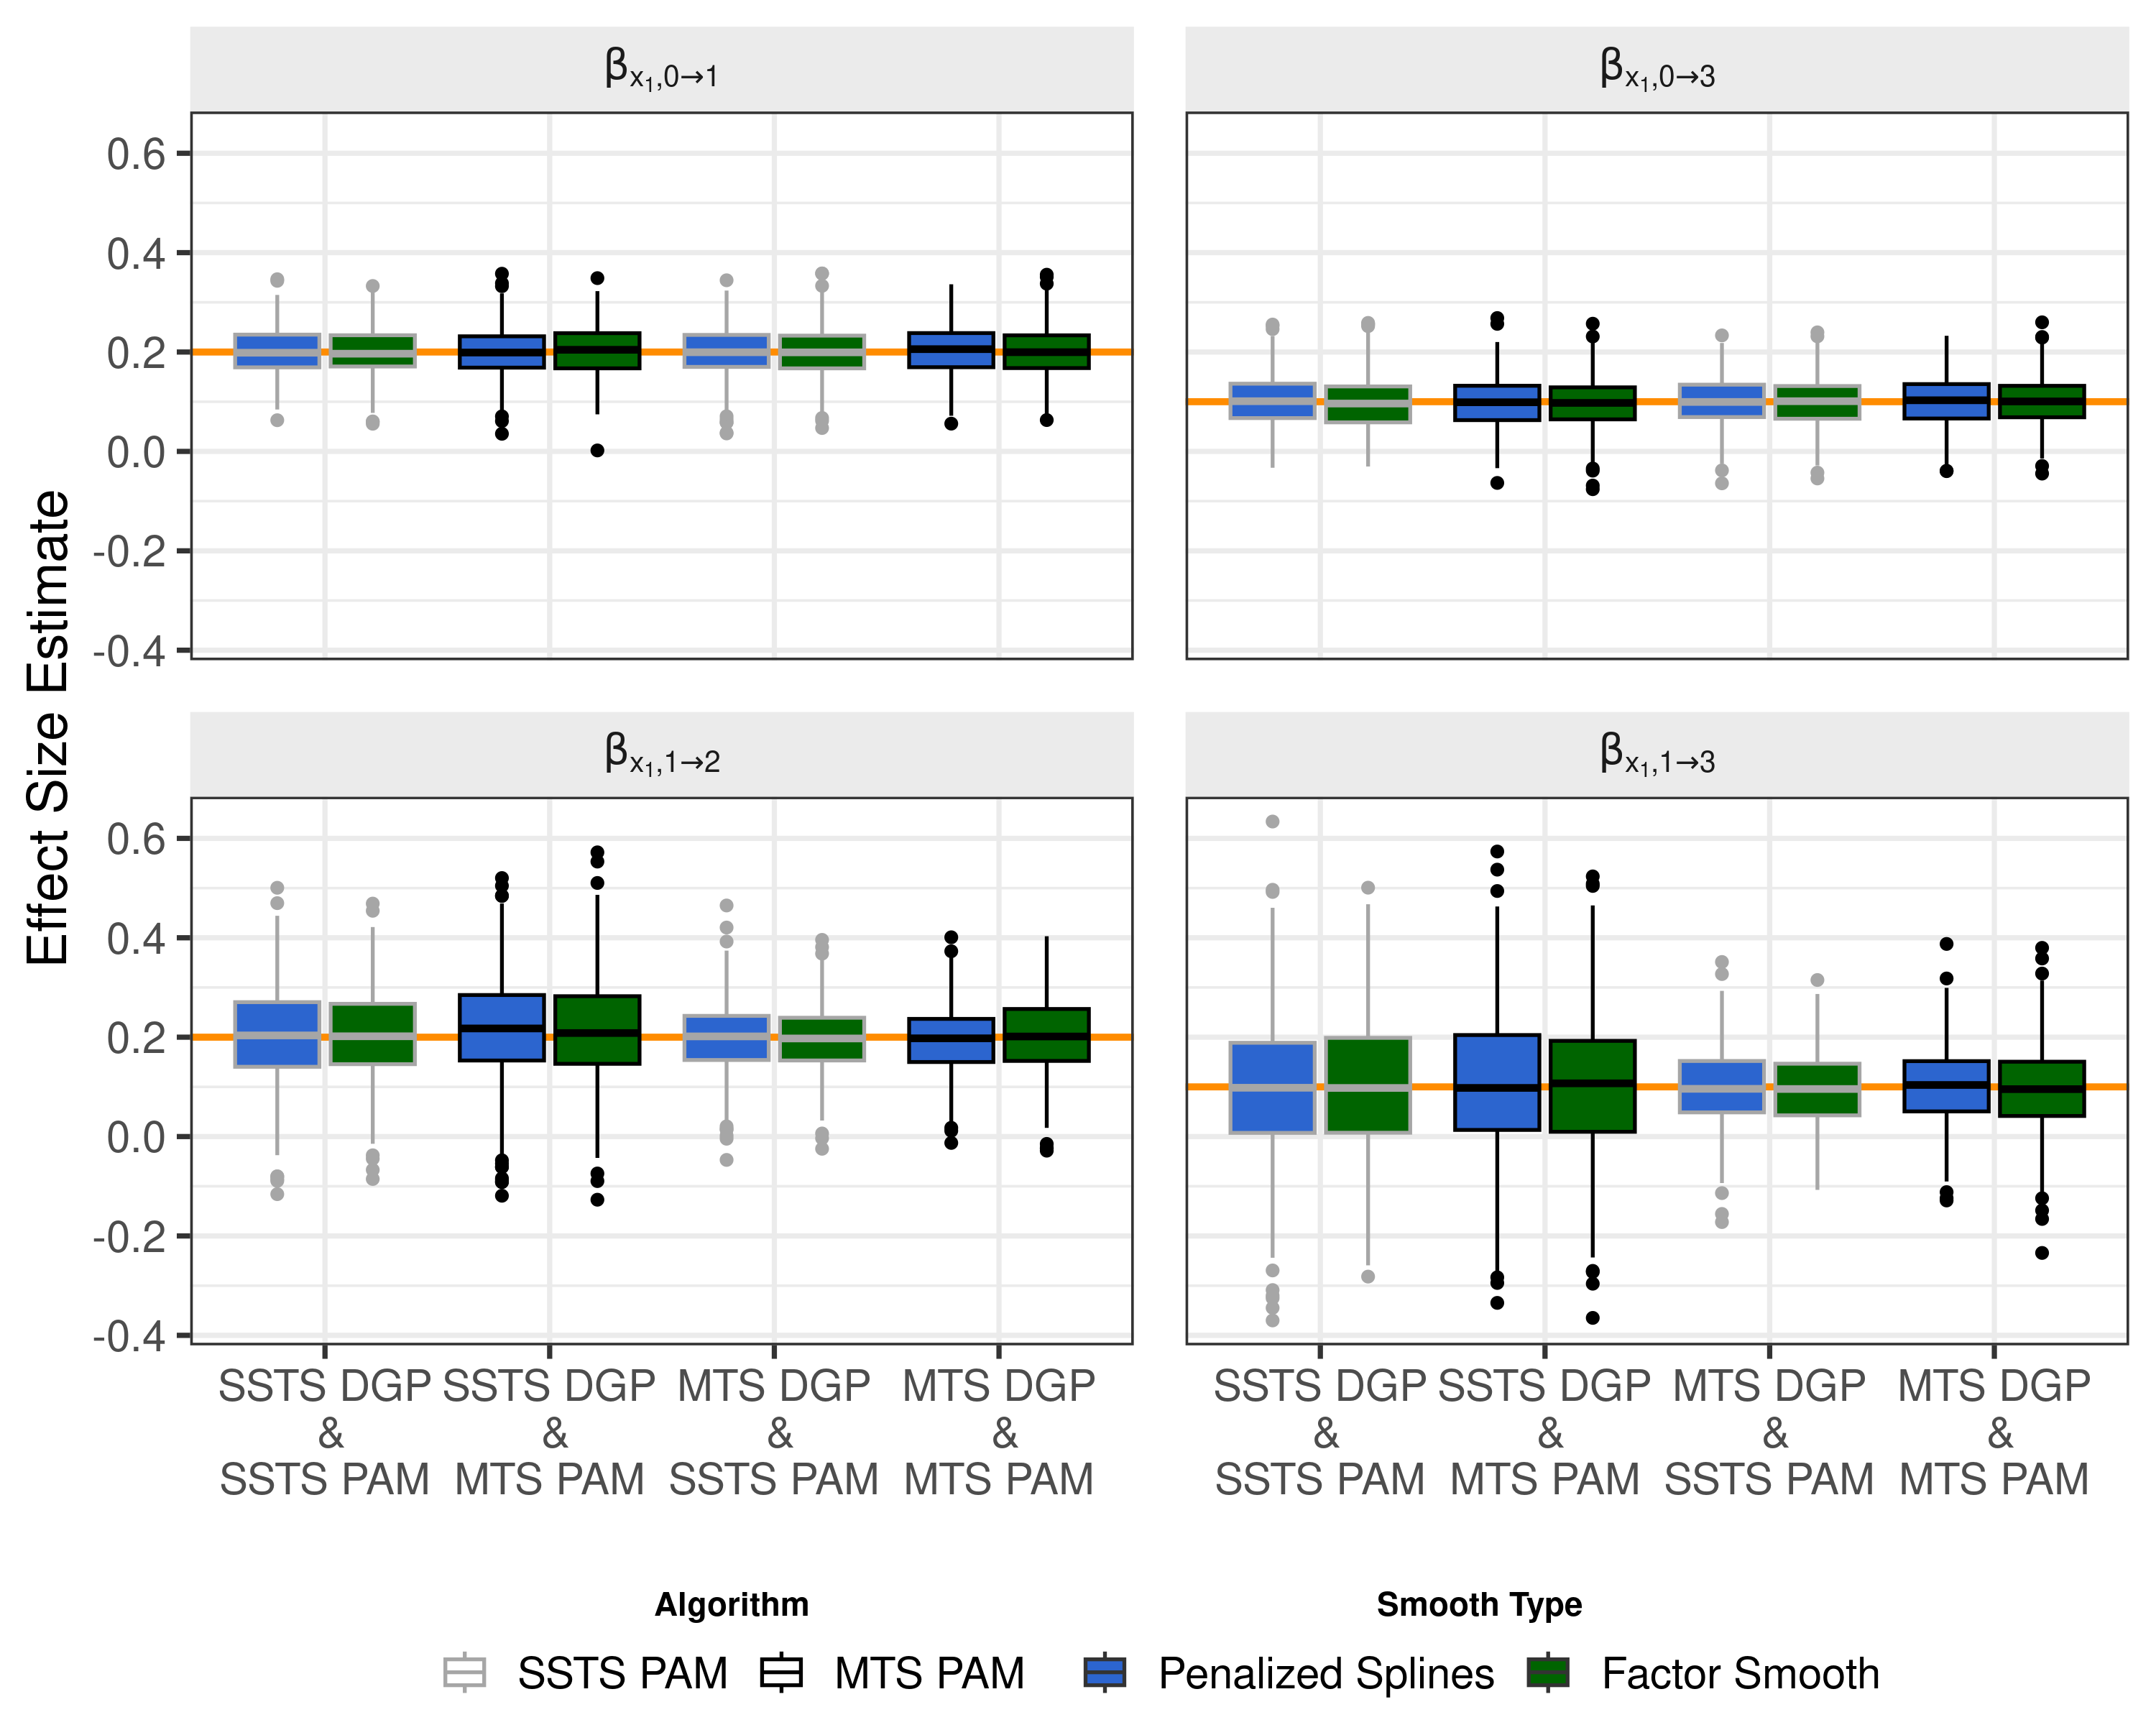 βx1,0→1
βx1,0→3
0.6
0.4
0.2
0.0
-0.2
-0.4
Effect Size Estimate
βx1,1→2
βx1,1→3
0.6
0.4
0.2
0.0
-0.2
-0.4
SSTS DGP SSTS DGP MTS DGP MTS DGP
& & & &
SSTS PAM MTS PAM SSTS PAM MTS PAM
SSTS DGP SSTS DGP MTS DGP MTS DGP
& & & &
SSTS PAM MTS PAM SSTS PAM MTS PAM
Algorithm
SSTS PAM MTS PAM
Smooth Type
Penalized Splines Factor Smooth